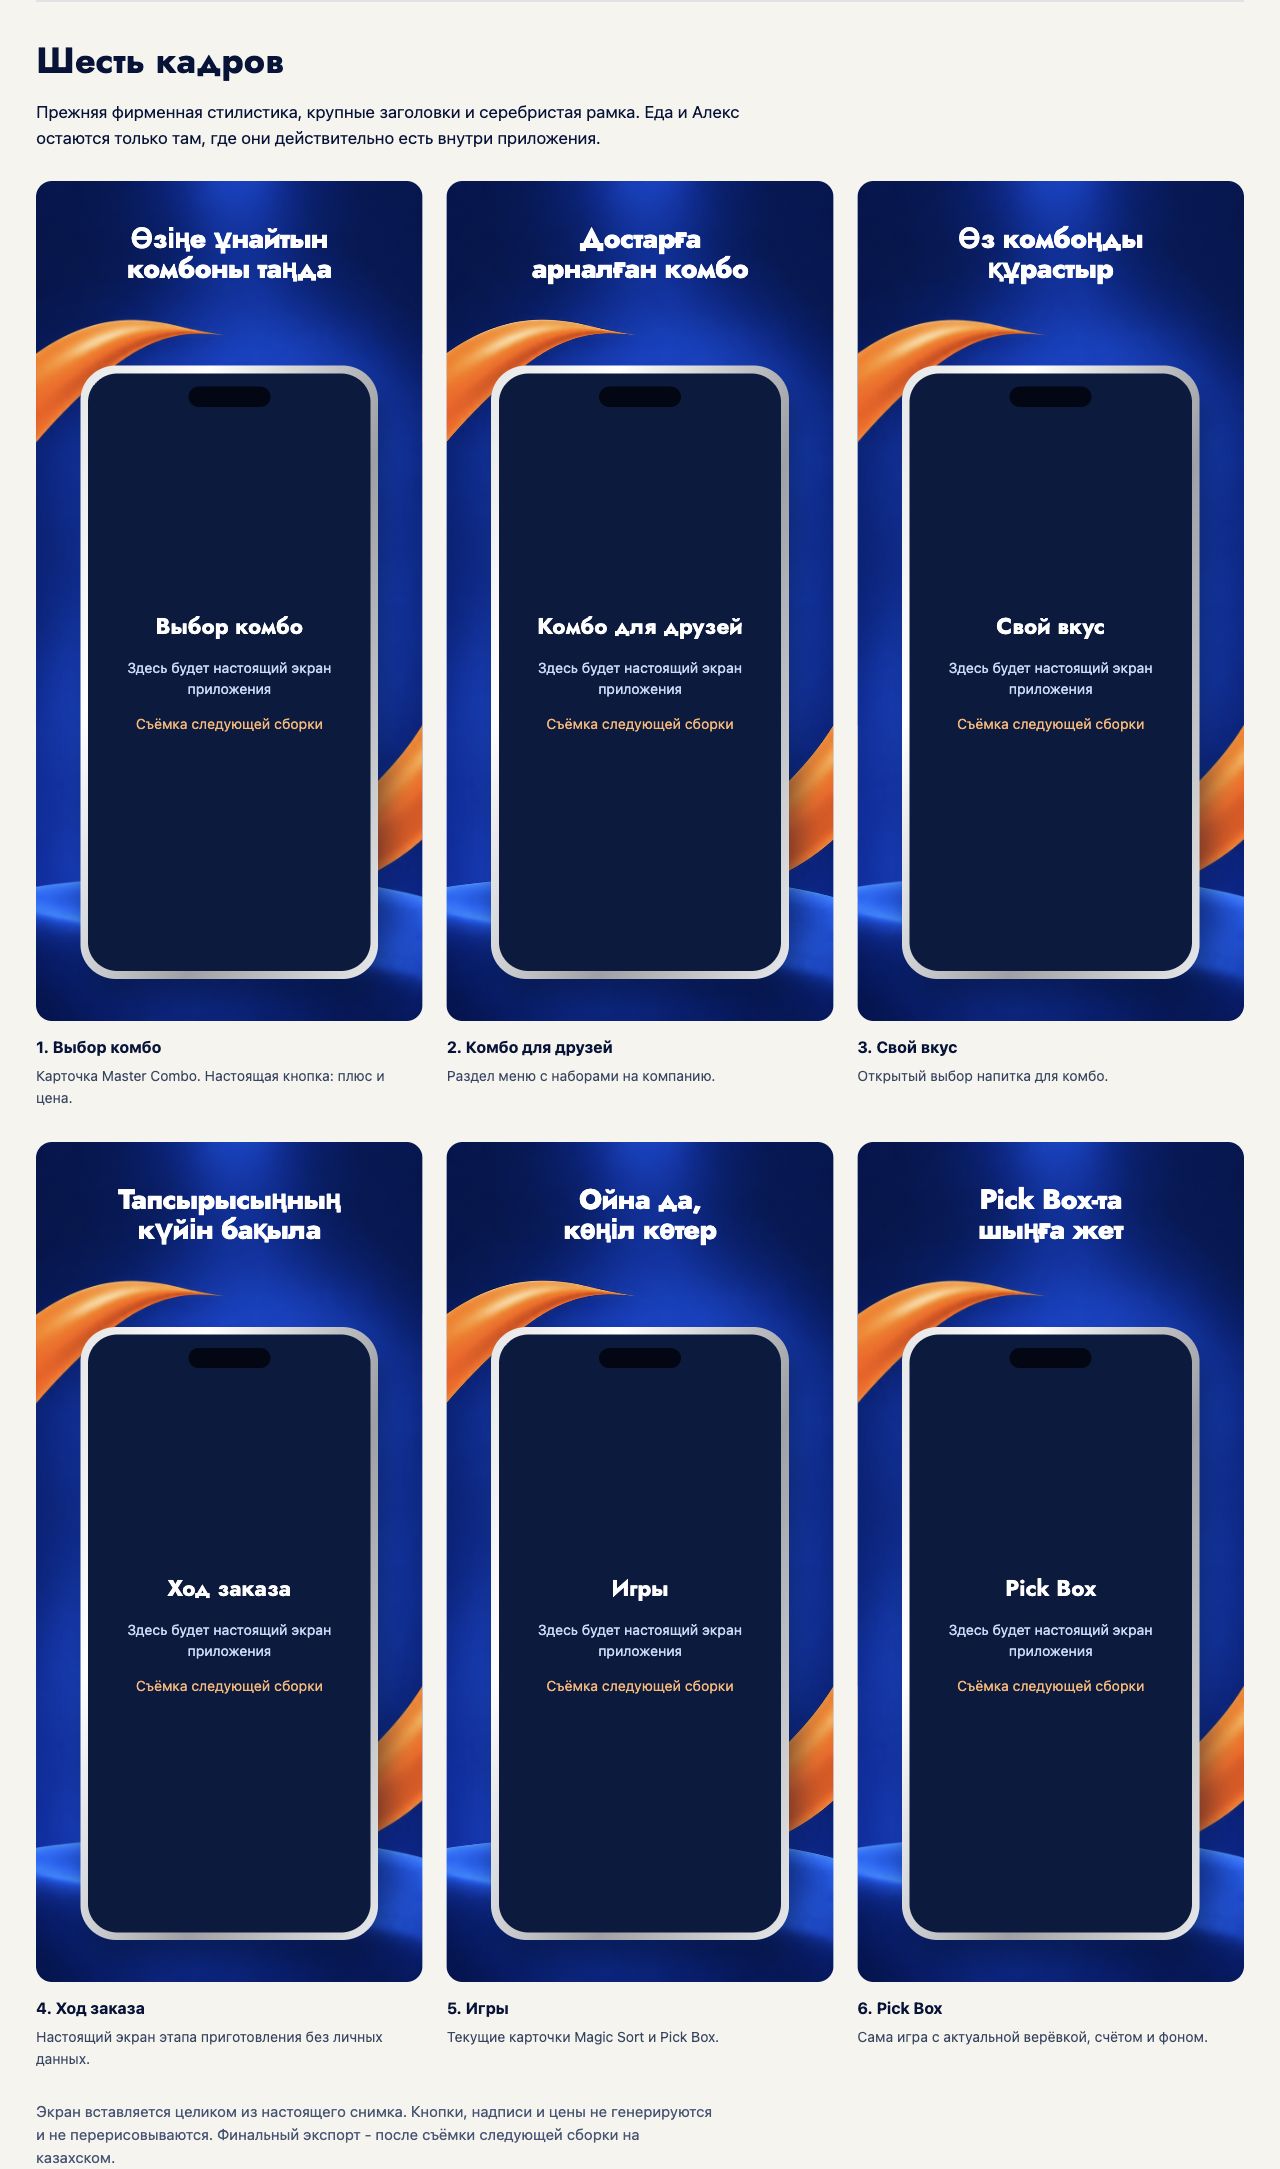 Шесть кадров
Прежняя фирменная стилистика, крупные заголовки и серебристая рамка. Еда и Алекс
остаются только там, где они действительно есть внутри приложения.
Өзіңе ұнайтын
комбоны таңда
Выбор комбо
Здесь будет настоящий экран
приложения
Съёмка следующей сборки
Достарға
арналған комбо
Комбо для друзей
Здесь будет настоящий экран
приложения
Съёмка следующей сборки
Өз комбоңды
құрастыр
Свой вкус
Здесь будет настоящий экран
приложения
Съёмка следующей сборки
1. Выбор комбо
Карточка Master Combo. Настоящая кнопка: плюс и
цена.
2. Комбо для друзей
Раздел меню с наборами на компанию.
3. Свой вкус
Открытый выбор напитка для комбо.
Тапсырысыңның
күйін бақыла
Ход заказа
Здесь будет настоящий экран
приложения
Съёмка следующей сборки
Ойна да,
көңіл көтер
Игры
Здесь будет настоящий экран
приложения
Съёмка следующей сборки
Pick Box-та
шыңға жет
Pick Box
Здесь будет настоящий экран
приложения
Съёмка следующей сборки
4. Ход заказа
Настоящий экран этапа приготовления без личных
данных.
5. Игры
Текущие карточки Magic Sort и Pick Box.
6. Pick Box
Сама игра с актуальной верёвкой, счётом и фоном.
Экран вставляется целиком из настоящего снимка. Кнопки, надписи и цены не генерируются
и не перерисовываются. Финальный экспорт - после съёмки следующей сборки на
казахском.